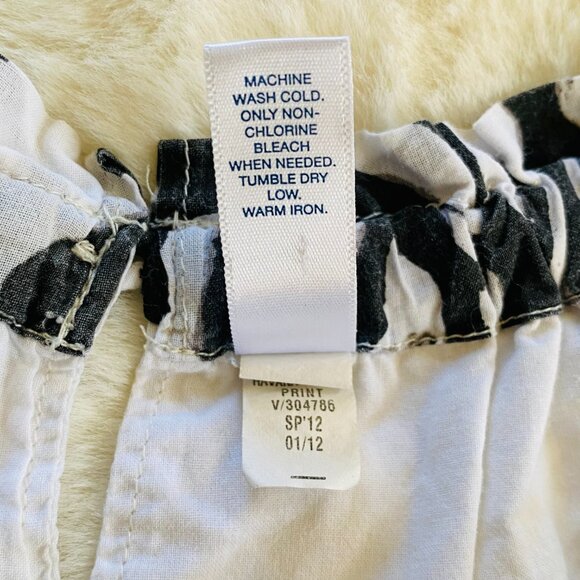 MACHINE
WASH COLD.
ONLY NON-
CHLORINE
BLEACH
WHEN NEEDED.
TUMBLE DRY
LOW.
WARM IRON.
PRINT
V/304786
SP'12
01/12